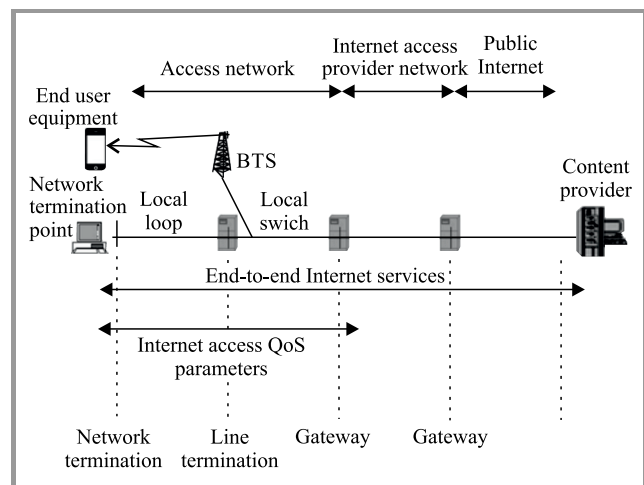 Internet access
provider network
Public
Internet
Access network
End user
equipment
BTS
Content
provider
Network
termination
point
Local
loop
Local
swich
End-to-end Internet services
Internet access QoS
parameters
Network
termination
Line
termination
Gateway
Gateway